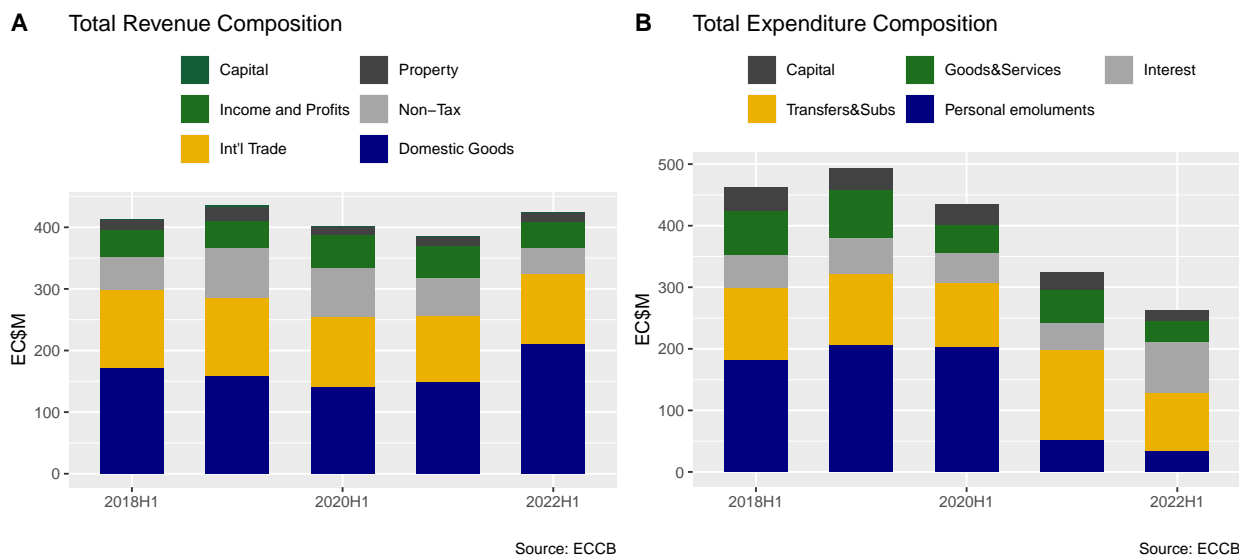 A Total Revenue Composition
Capital Property
Income and Profits Non−Tax
Int'l Trade Domestic Goods
EC$M
400
300
200
100
0
2018H1 2020H1 2022H1
Source: ECCB
B Total Expenditure Composition
Capital Goods&Services Interest
Transfers&Subs Personal emoluments
EC$M
500
400
300
200
100
0
2018H1 2020H1 2022H1
Source: ECCB